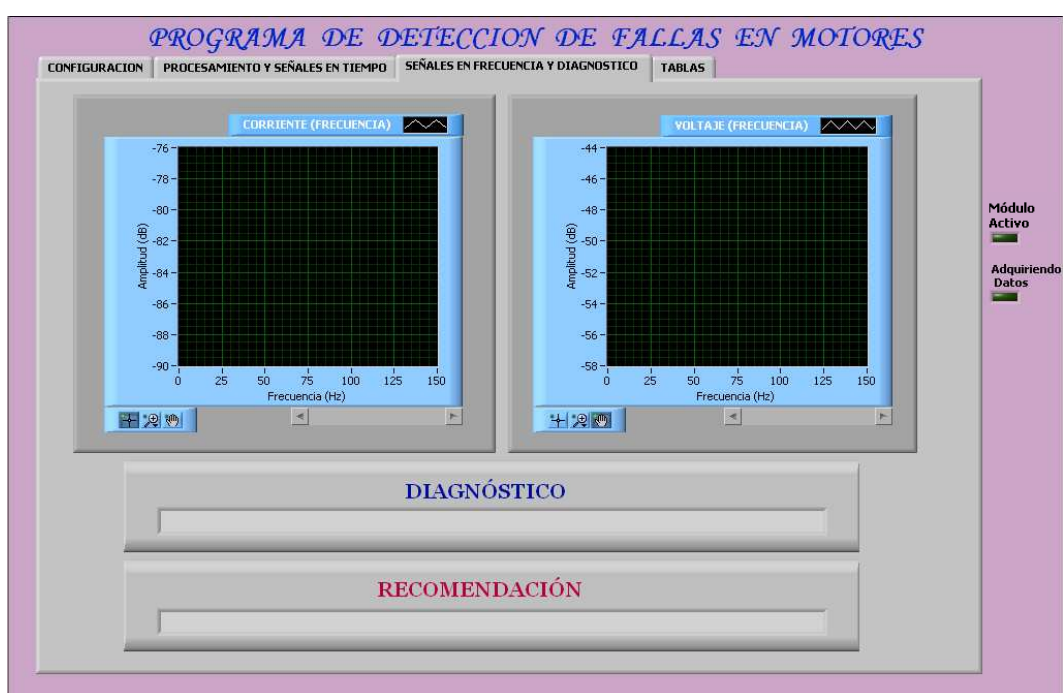 PROGRAMA DE DETECCION DE FALLAS EN MOTORES
CONFIGURACION
PROCESAMIENTO Y SEÑALES EN TIEMPO
SEÑALES EN FRECUENCIA Y DIAGNOSTICO
TABLAS
CORRIENTE (FRECUENCIA)
-76
-78
-80
-82
-84
-86
-88
-90
Amplitud (dB)
0 25 50 75 100 125 150
Frecuencia (Hz)
VOLTAJE (FRECUENCIA)
-44
-46
-48
-50
-52
-54
-56
-58
Amplitud (dB)
0 25 50 75 100 125 150
Frecuencia (Hz)
Módulo
Activo
Adquiriendo
Datos
DIAGNÓSTICO
RECOMENDACIÓN